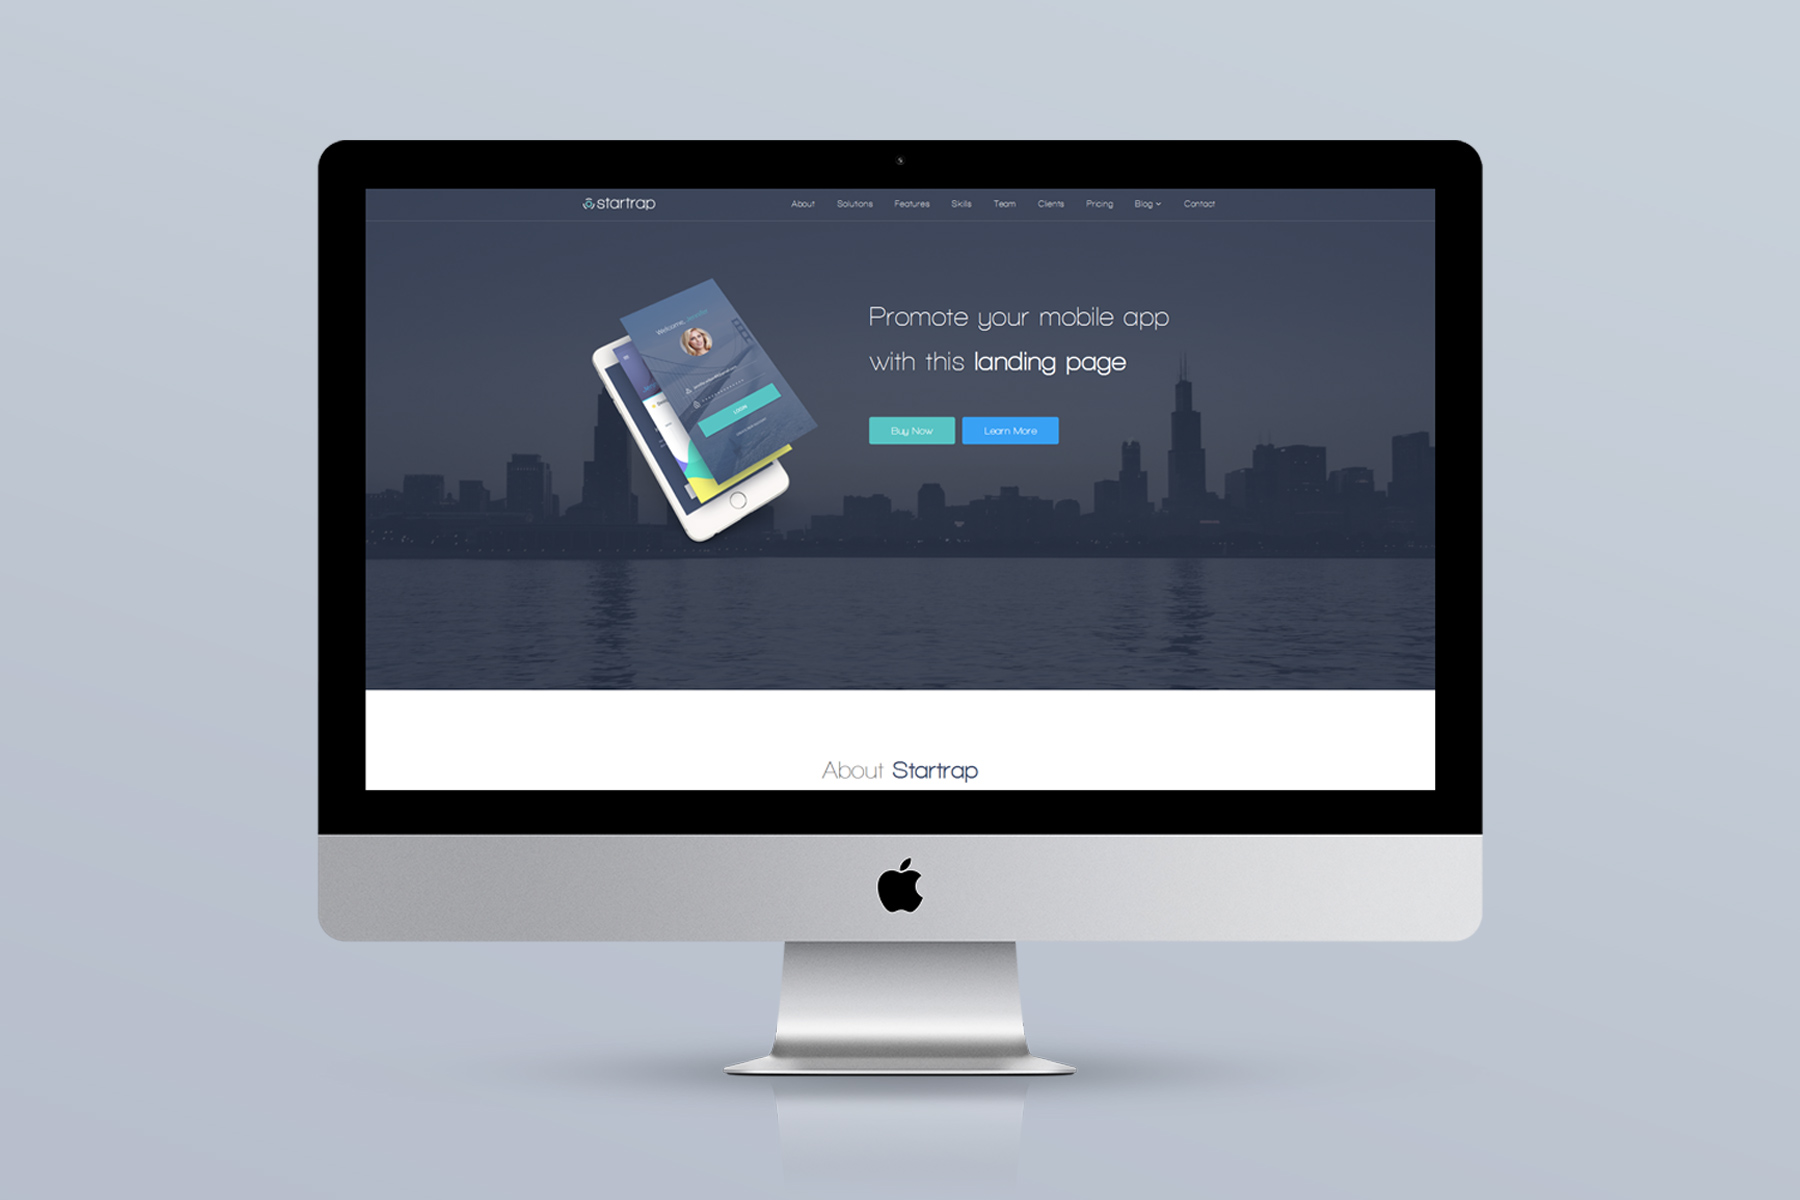 startrap
About Solutions Features Skills Team Clients Pricing Blog Contact
Promote your mobile app
with this landing page
Buy Now Learn More
Welcome, Jennifer
LOGIN
About Startrap